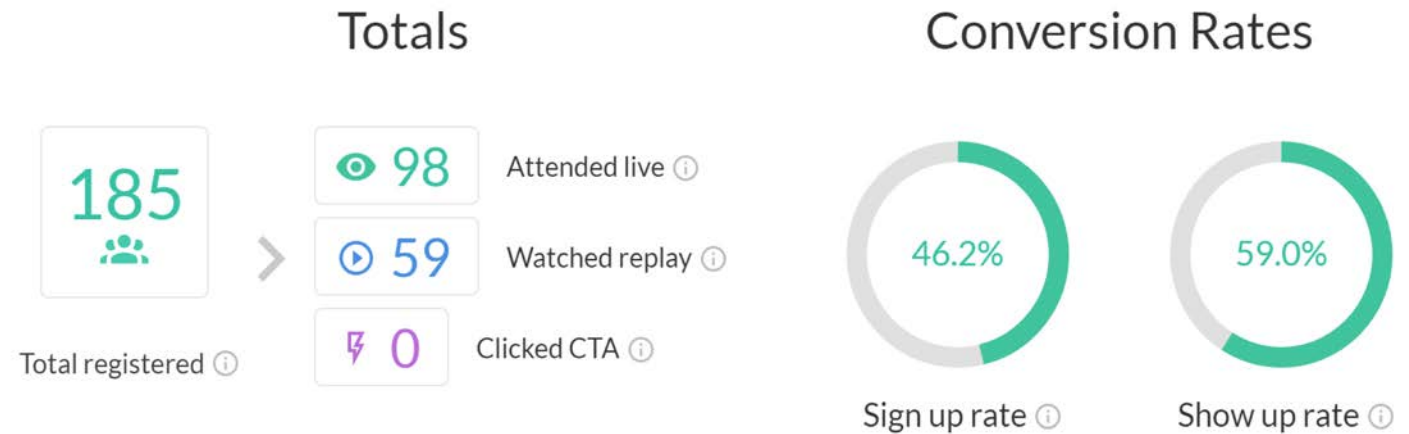 Totals
185
Total registered
98 Attended live
59 Watched replay
0 Clicked CTA
Conversion Rates
46.2%
Sign up rate
59.0%
Show up rate